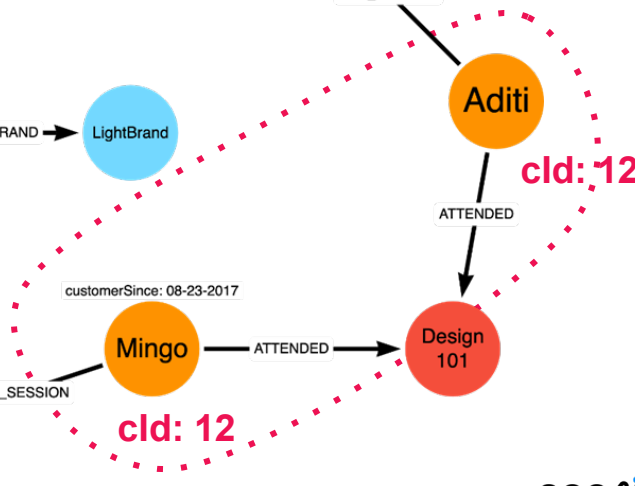 Aditi
RAND
LightBrand
cId: 12
ATTENDED
customerSince: 08-23-2017
Mingo
ATTENDED
Design
101
_SESSION
cId: 12